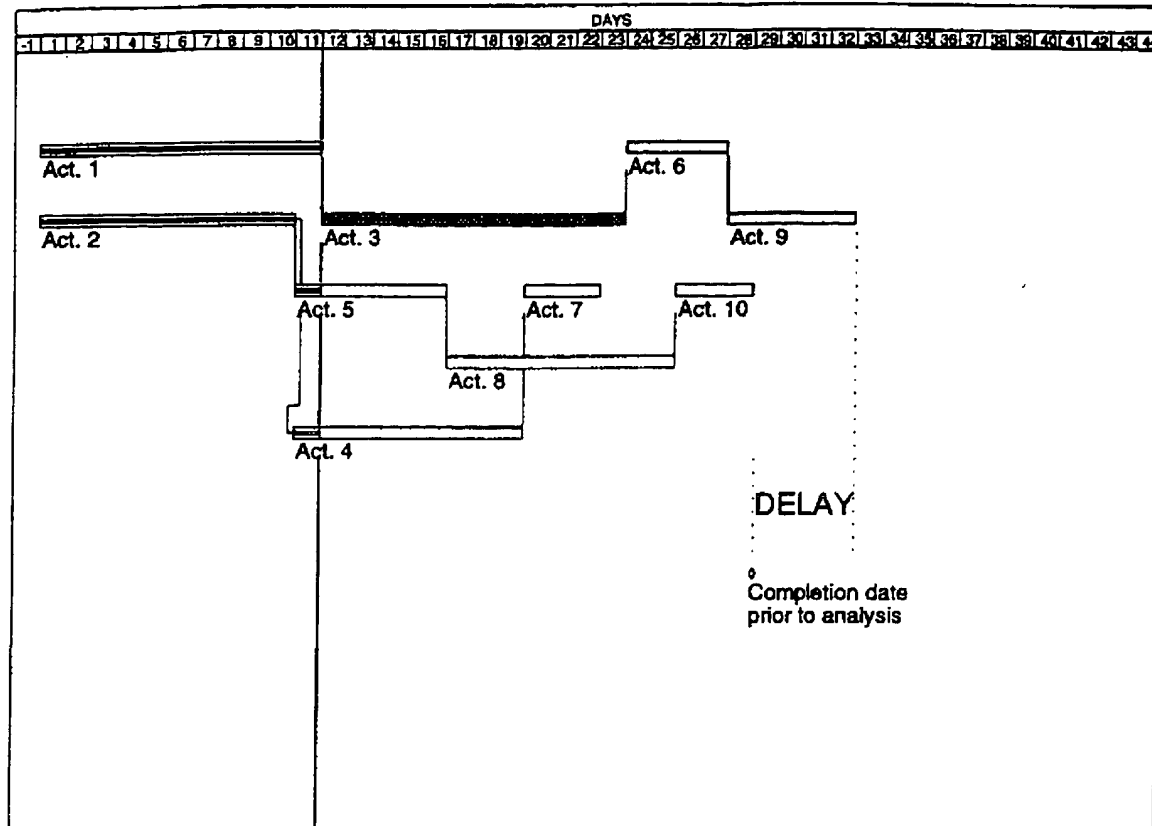 DAYS
-1 1 2 3 4 5 6 7 8 9 10 11 12 13 14 15 16 17 18 19 20 21 22 23 24 25 26 27 28 29 30 31 32 33 34 35 36 37 38 39 40 41 42 43 44
Act. 1
Act. 6
Act. 2
Act. 3
Act. 9
Act. 5
Act. 7
Act. 10
Act. 8
Act. 4
DELAY
Completion date
prior to analysis